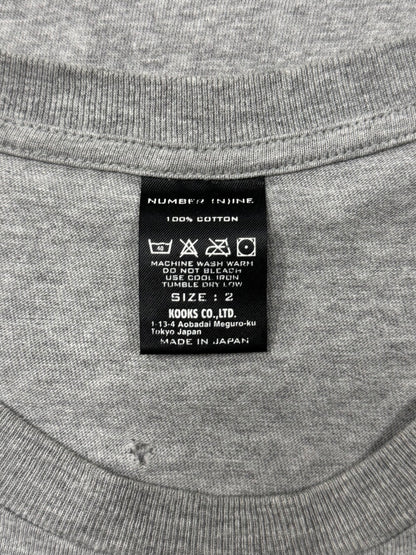 NUMBER (N)INE
100% COTTON
40
MACHINE WASH WARM
DO NOT BLEACH
USE COOL IRON
TUMBLE DRY LOW
SIZE : 2
KOOKS CO.,LTD.
1-13-4 Aobadai Meguro-ku
Tokyo Japan
MADE IN JAPAN